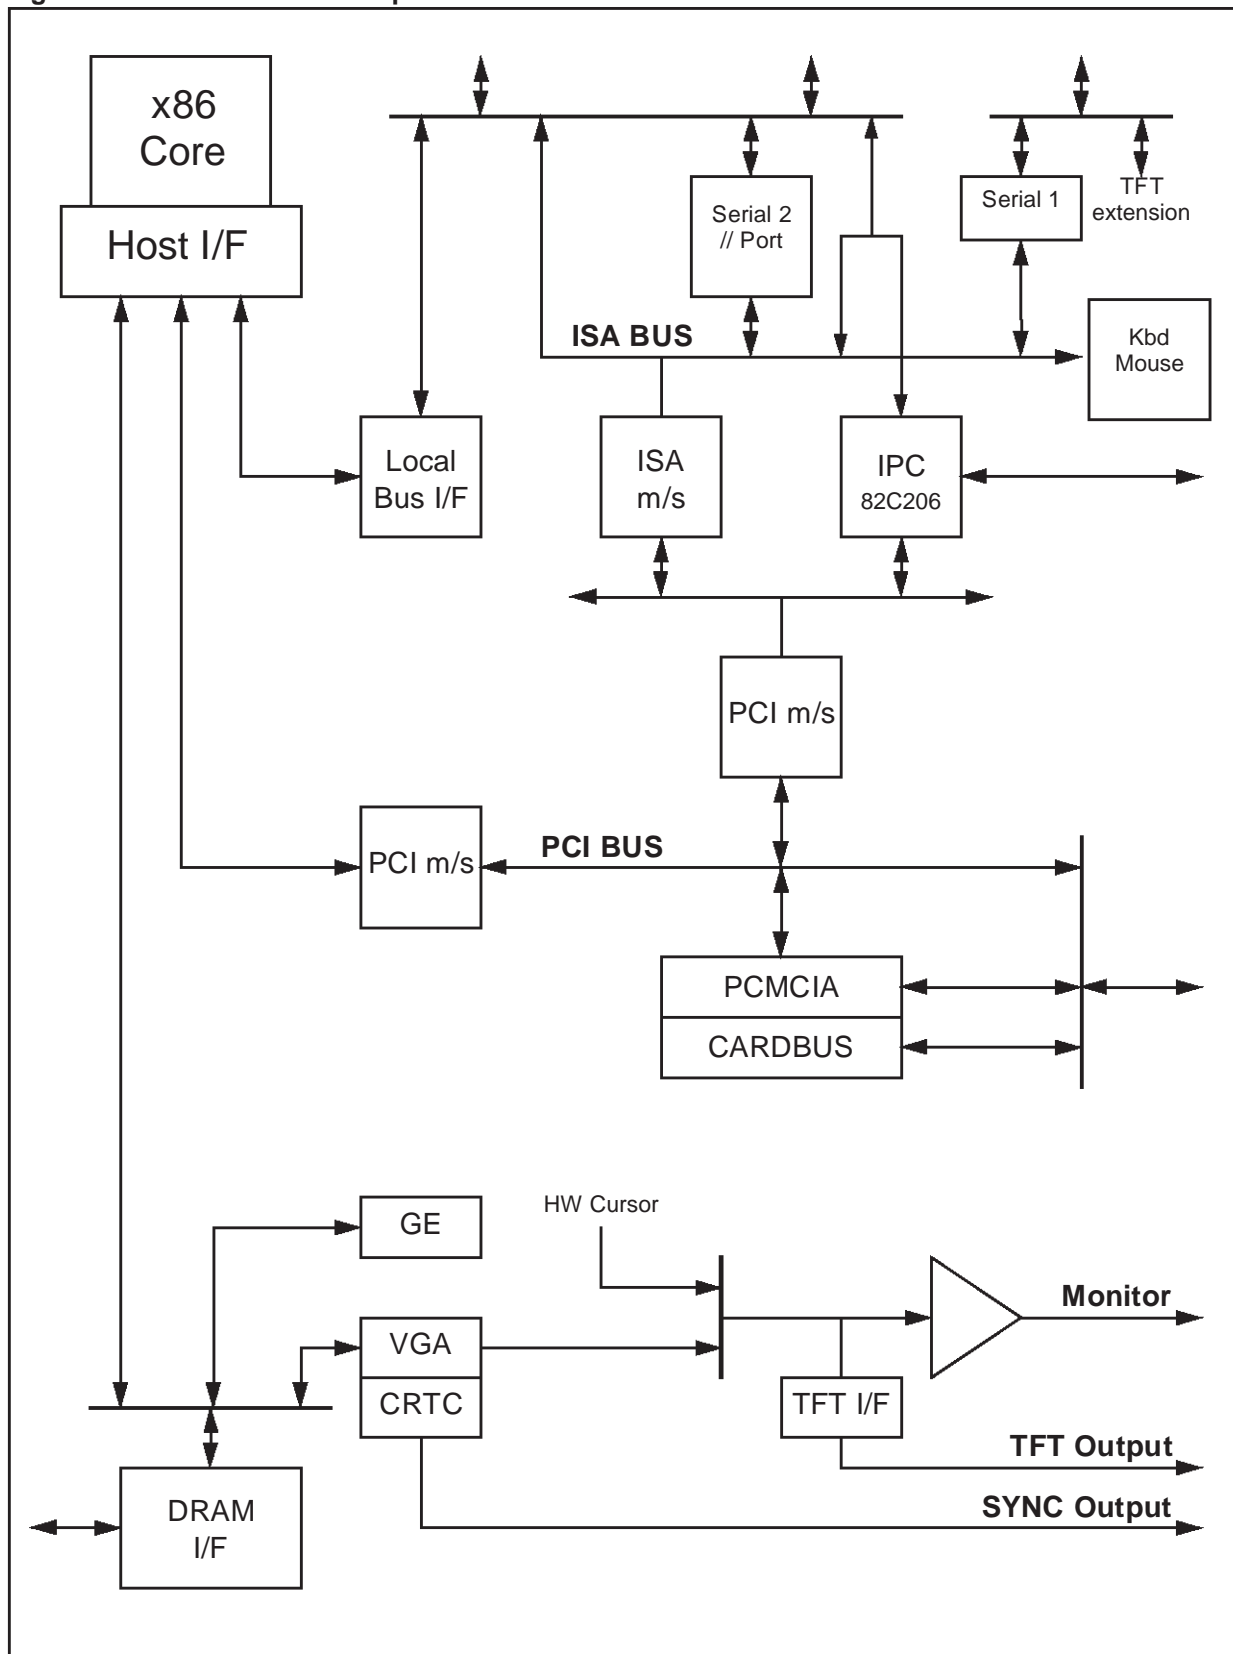 x86
Core
Host I/F
Serial 2
// Port
Serial 1
TFT
extension
ISA BUS
Kbd
Mouse
Local
Bus I/F
ISA
m/s
IPC
82C206
PCI m/s
PCI m/s
PCI BUS
PCMCIA
CARDBUS
GE
HW Cursor
VGA
CRTC
Monitor
TFT I/F
TFT Output
SYNC Output
DRAM
I/F